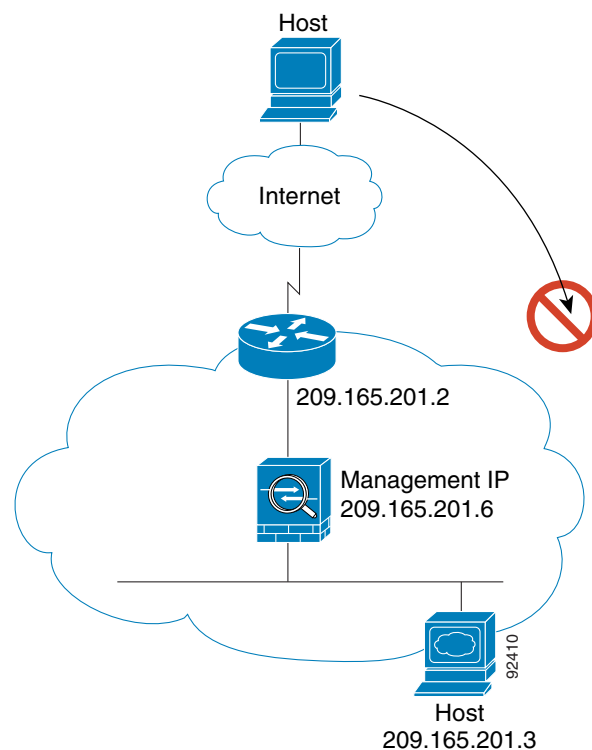 Host
Internet
209.165.201.2
Management IP
209.165.201.6
92410
Host
209.165.201.3